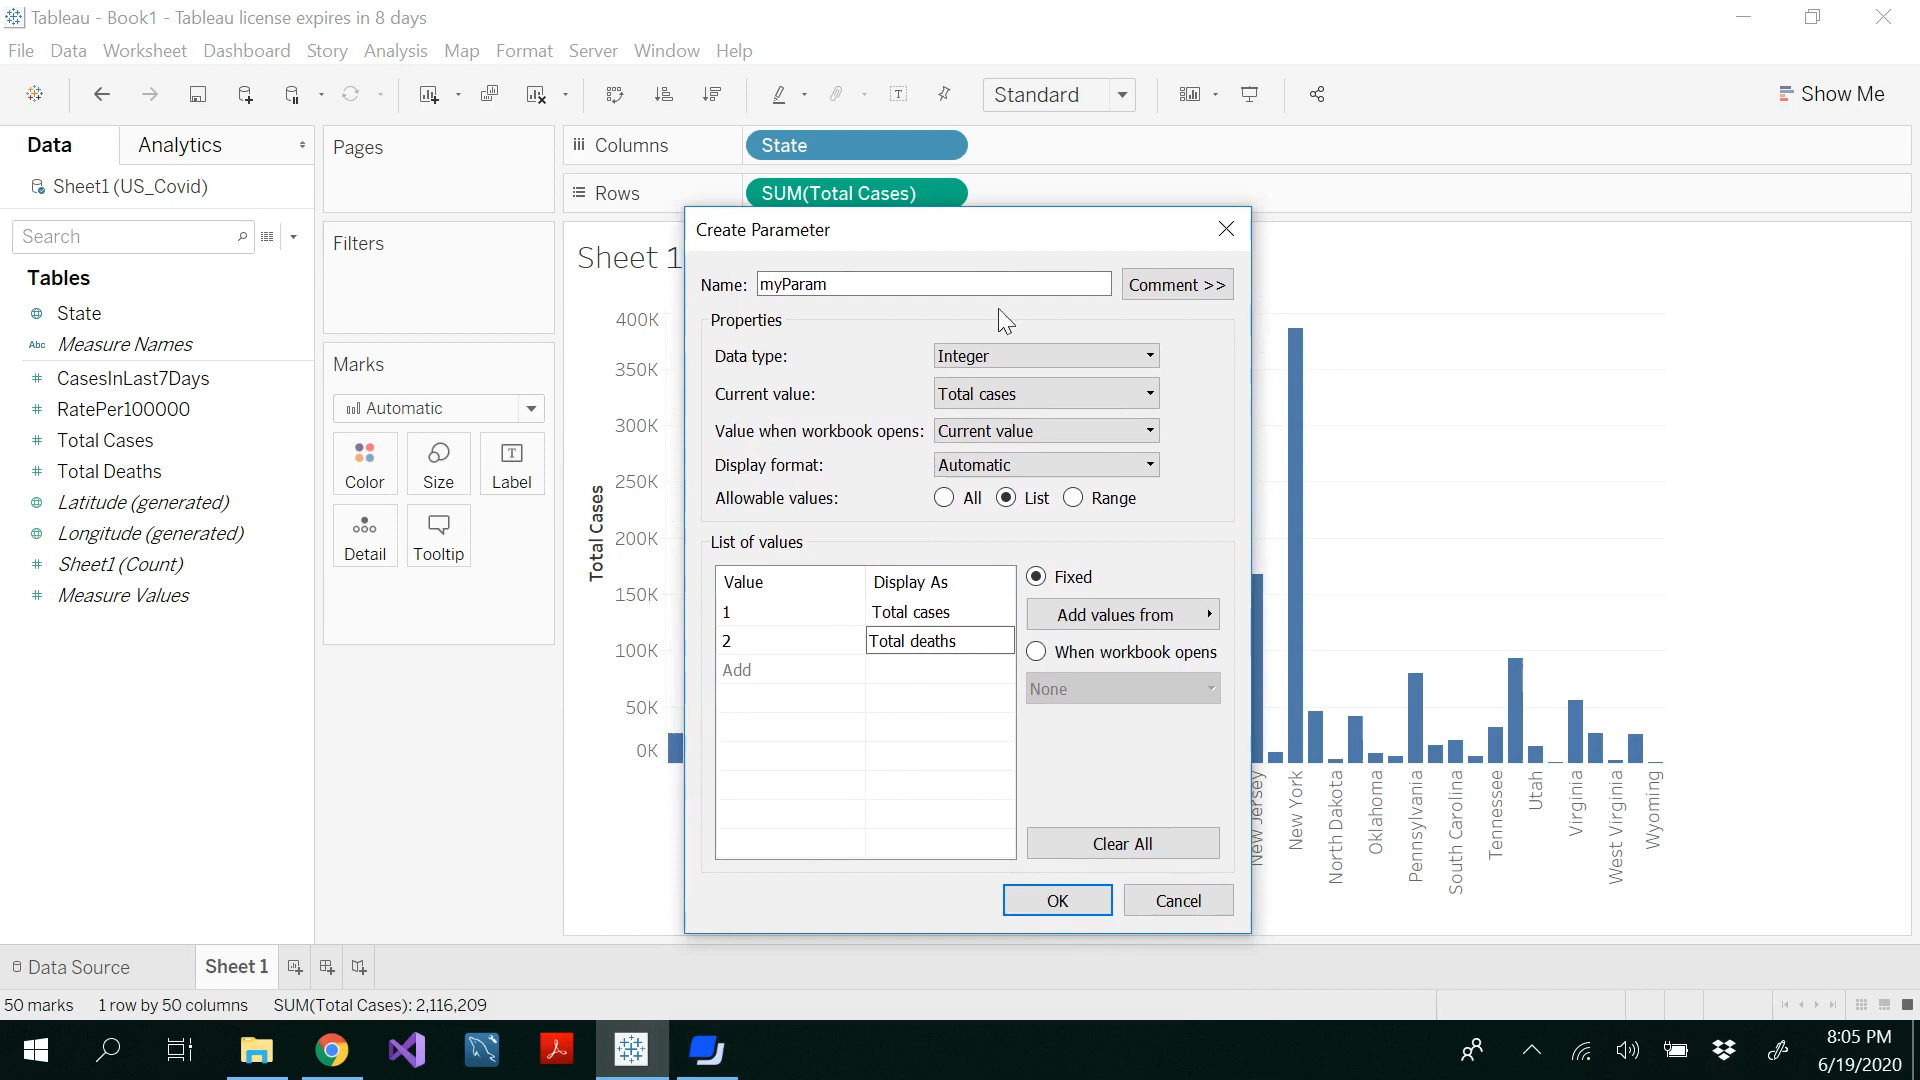 Tableau - Book1 - Tableau license expires in 8 days
File Data Worksheet Dashboard Story Analysis Map Format Server Window Help
Standard
Show Me
Data
Analytics
Sheet1 (US_Covid)
Search
Tables
State
Abc Measure Names
CasesInLast7Days
RatePer100000
Total Cases
Total Deaths
Latitude (generated)
Longitude (generated)
Sheet1 (Count)
Measure Values
Pages
Filters
Marks
Automatic
Color
Size
Label
Detail
Tooltip
Columns
State
Rows
SUM(Total Cases)
Sheet 1
Total Cases
400K
350K
300K
250K
200K
150K
100K
50K
0K
Create Parameter
Name: myParam
Comment >>
Properties
Data type: Integer
Current value: Total cases
Value when workbook opens: Current value
Display format: Automatic
Allowable values: All List Range
List of values
Value Display As
1 Total cases
2 Total deaths
Add
Fixed
Add values from
When workbook opens
None
Clear All
OK
Cancel
New Jersey
New York
North Dakota
Oklahoma
Pennsylvania
South Carolina
Tennessee
Utah
Virginia
West Virginia
Wyoming
Data Source
Sheet 1
50 marks 1 row by 50 columns SUM(Total Cases): 2,116,209
8:05 PM
6/19/2020